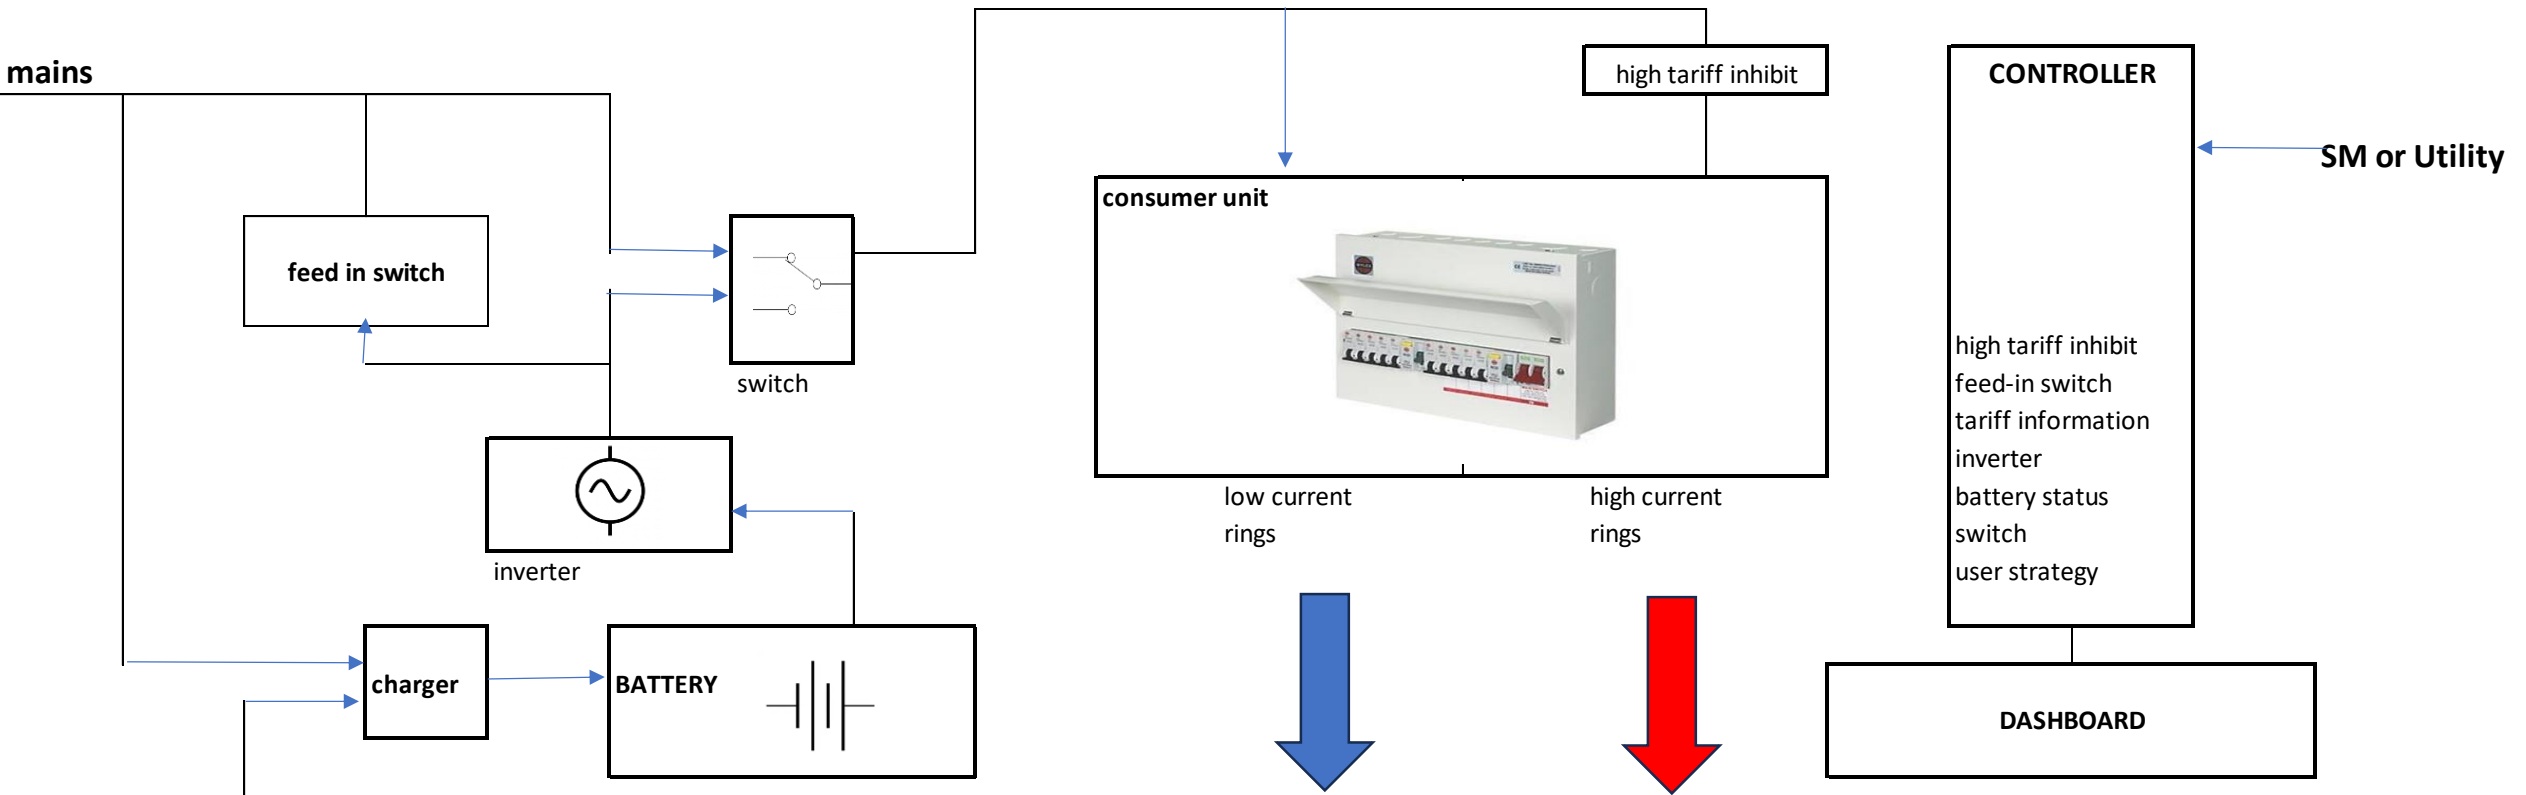 mains
high tariff inhibit
CONTROLLER
SM or Utility
consumer unit
feed in switch
switch
high tariff inhibit
feed-in switch
tariff information
inverter
battery status
switch
user strategy
low current
rings
high current
rings
inverter
charger
BATTERY
DASHBOARD